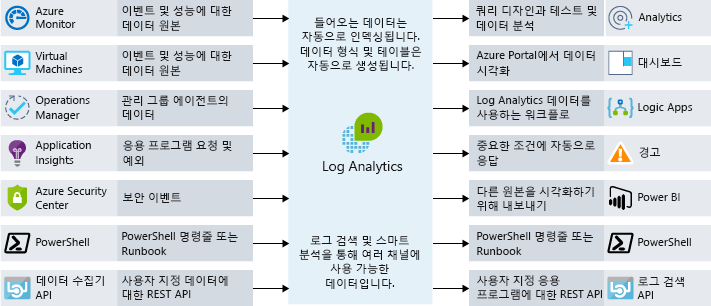 Azure
Monitor
이벤트 및 성능에 대한
데이터 원본
Virtual
Machines
이벤트 및 성능에 대한
데이터 원본
Operations
Manager
관리 그룹 에이전트의
데이터
Application
Insights
응용 프로그램 요청 및
예외
Azure Security
Center
보안 이벤트
PowerShell
PowerShell 명령줄 또는
Runbook
데이터 수집기
API
사용자 지정 데이터에
대한 REST API
들어오는 데이터는
자동으로 인덱싱됩니다.
데이터 형식 및 테이블은
자동으로 생성됩니다.
Log Analytics
로그 검색 및 스마트
분석을 통해 여러 채널에
사용 가능한
데이터입니다.
쿼리 디자인과 테스트 및
데이터 분석
Analytics
Azure Portal에서 데이터
시각화
대시보드
Log Analytics 데이터를
사용하는 워크플로
Logic Apps
중요한 조건에 자동으로
응답
경고
다른 원본을 시각화하기
위해 내보내기
Power BI
PowerShell 명령줄 또는
Runbook
PowerShell
사용자 지정 응용
프로그램에 대한 REST API
로그 검색
API